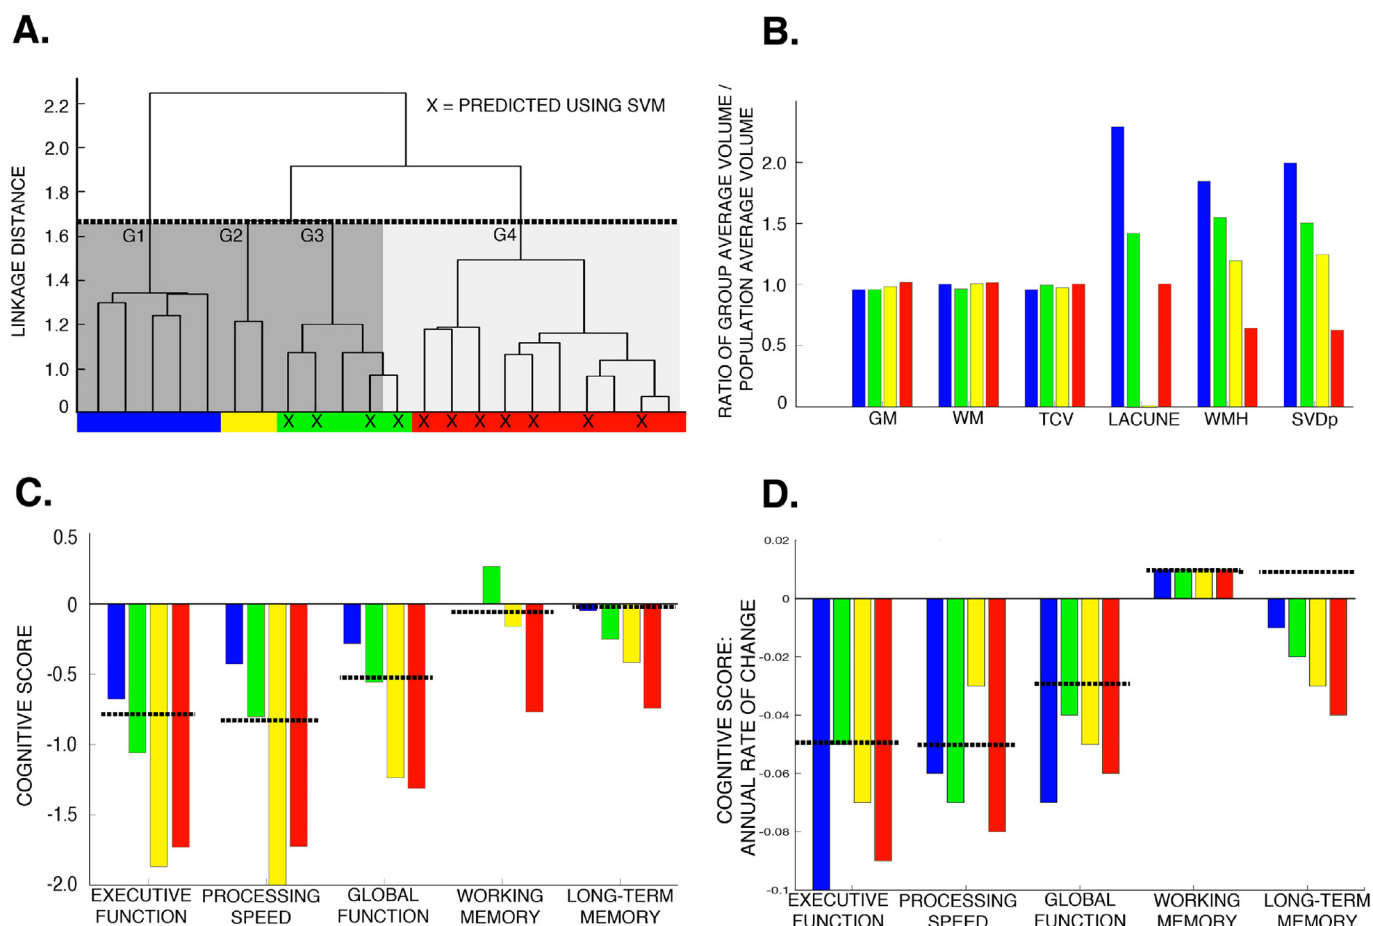 A.
LINKAGE DISTANCE
2.2
2.0
1.8
1.6
1.4
1.2
1.0
0
X = PREDICTED USING SVM
G1
G2
G3
G4
X X X X X X X X X X X
B.
RATIO OF GROUP AVERAGE VOLUME /
POPULATION AVERAGE VOLUME
2.0
1.5
1.0
0.5
0
GM WM TCV LACUNE WMH SVDp
C.
COGNITIVE SCORE
0.5
0
-0.5
-1.0
-1.5
-2.0
EXECUTIVE FUNCTION
PROCESSING SPEED
GLOBAL FUNCTION
WORKING MEMORY
LONG-TERM MEMORY
D.
COGNITIVE SCORE:
ANNUAL RATE OF CHANGE
0.02
0
-0.02
-0.04
-0.06
-0.08
-0.1
EXECUTIVE FUNCTION
PROCESSING SPEED
GLOBAL FUNCTION
WORKING MEMORY
LONG-TERM MEMORY